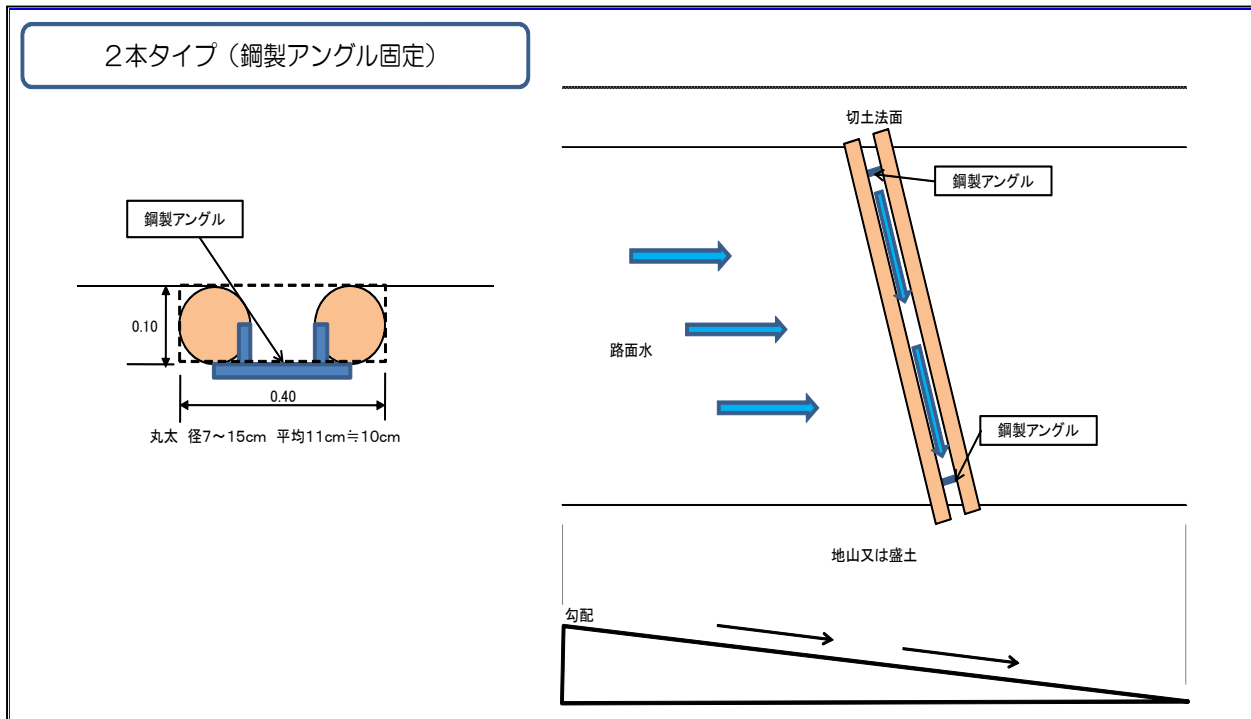 ２本タイプ（鋼製アングル固定）
鋼製アングル
0.10
0.40
丸太 径7～15cm 平均11cm≒10cm
切土法面
鋼製アングル
路面水
鋼製アングル
地山又は盛土
勾配